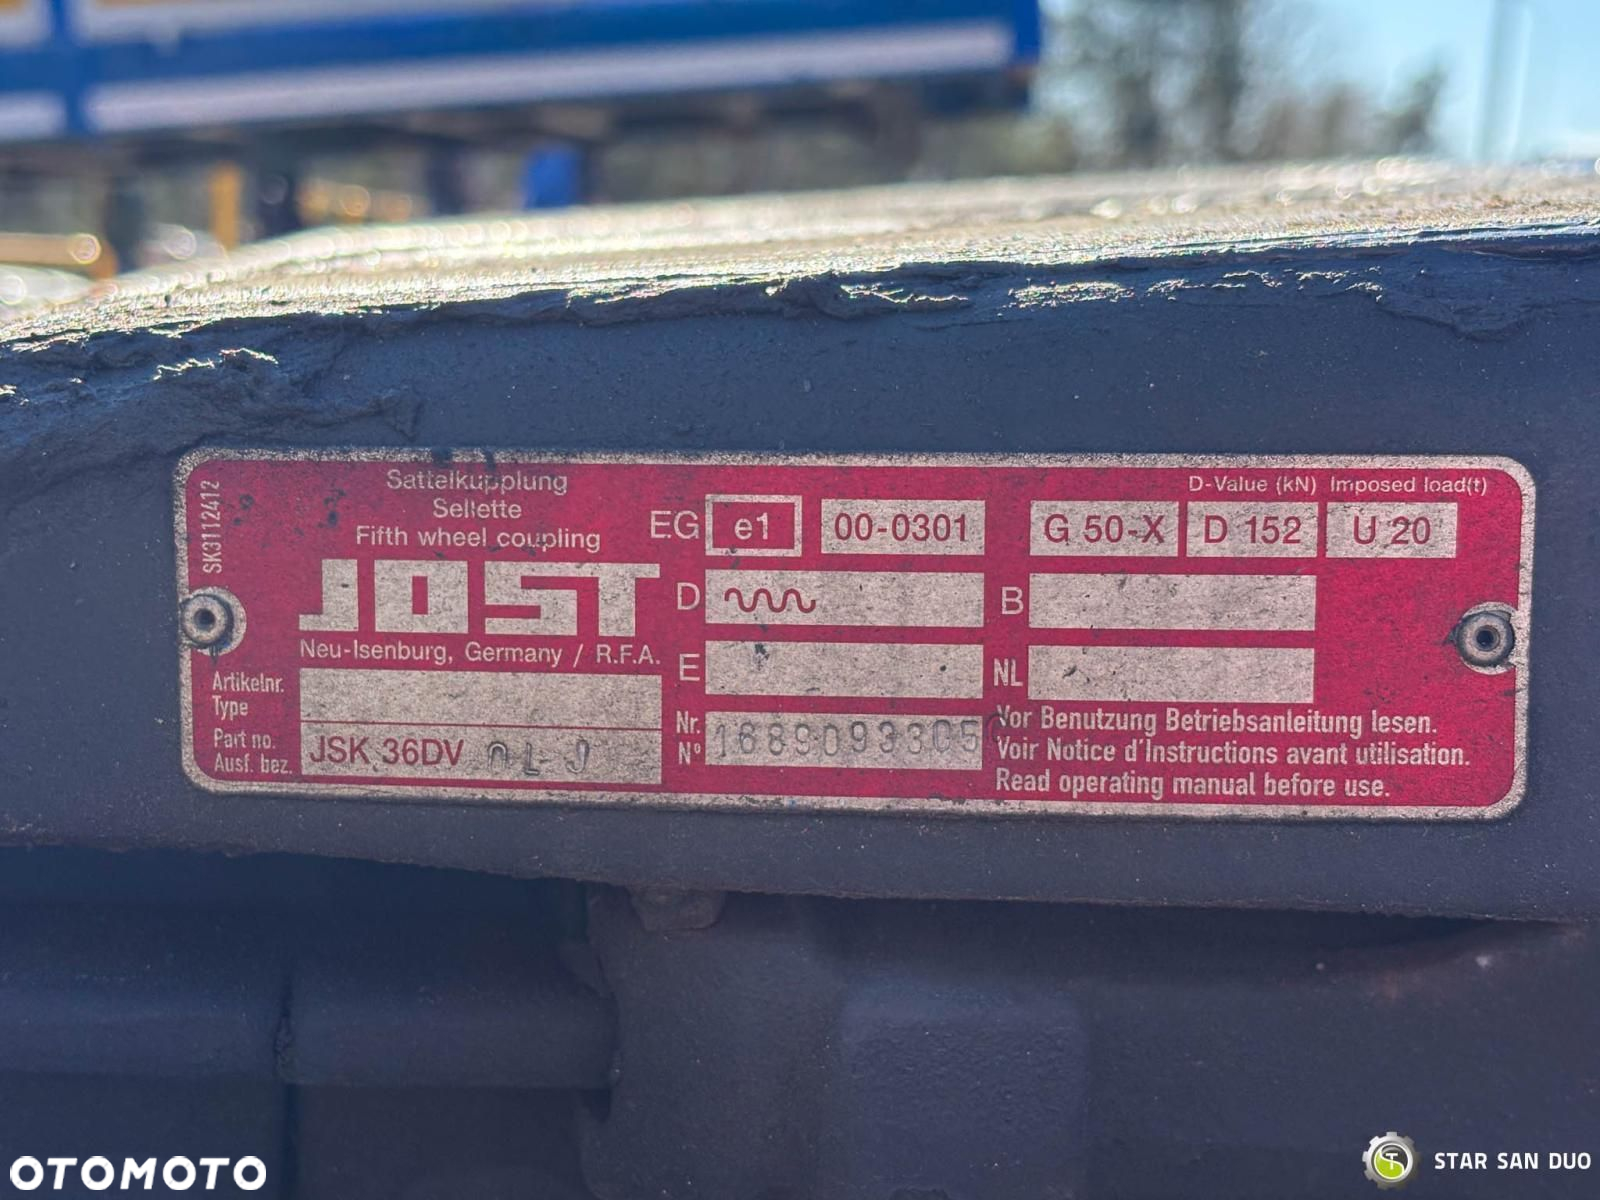 SK3112412
Sattelkupplung
Sellette
Fifth wheel coupling
JOST
Neu-Isenburg, Germany / R.F.A.
Artikelnr.
Type
Part no.
Ausf. bez.
JSK 36DV
EG e1 00-0301
D
E
Nr.
N° 16890933050
D-Value (kN) Imposed load(t)
G 50-X D 152 U 20
B
NL
Vor Benutzung Betriebsanleitung lesen.
Voir Notice d'Instructions avant utilisation.
Read operating manual before use.
OTOMOTO
STAR SAN DUO